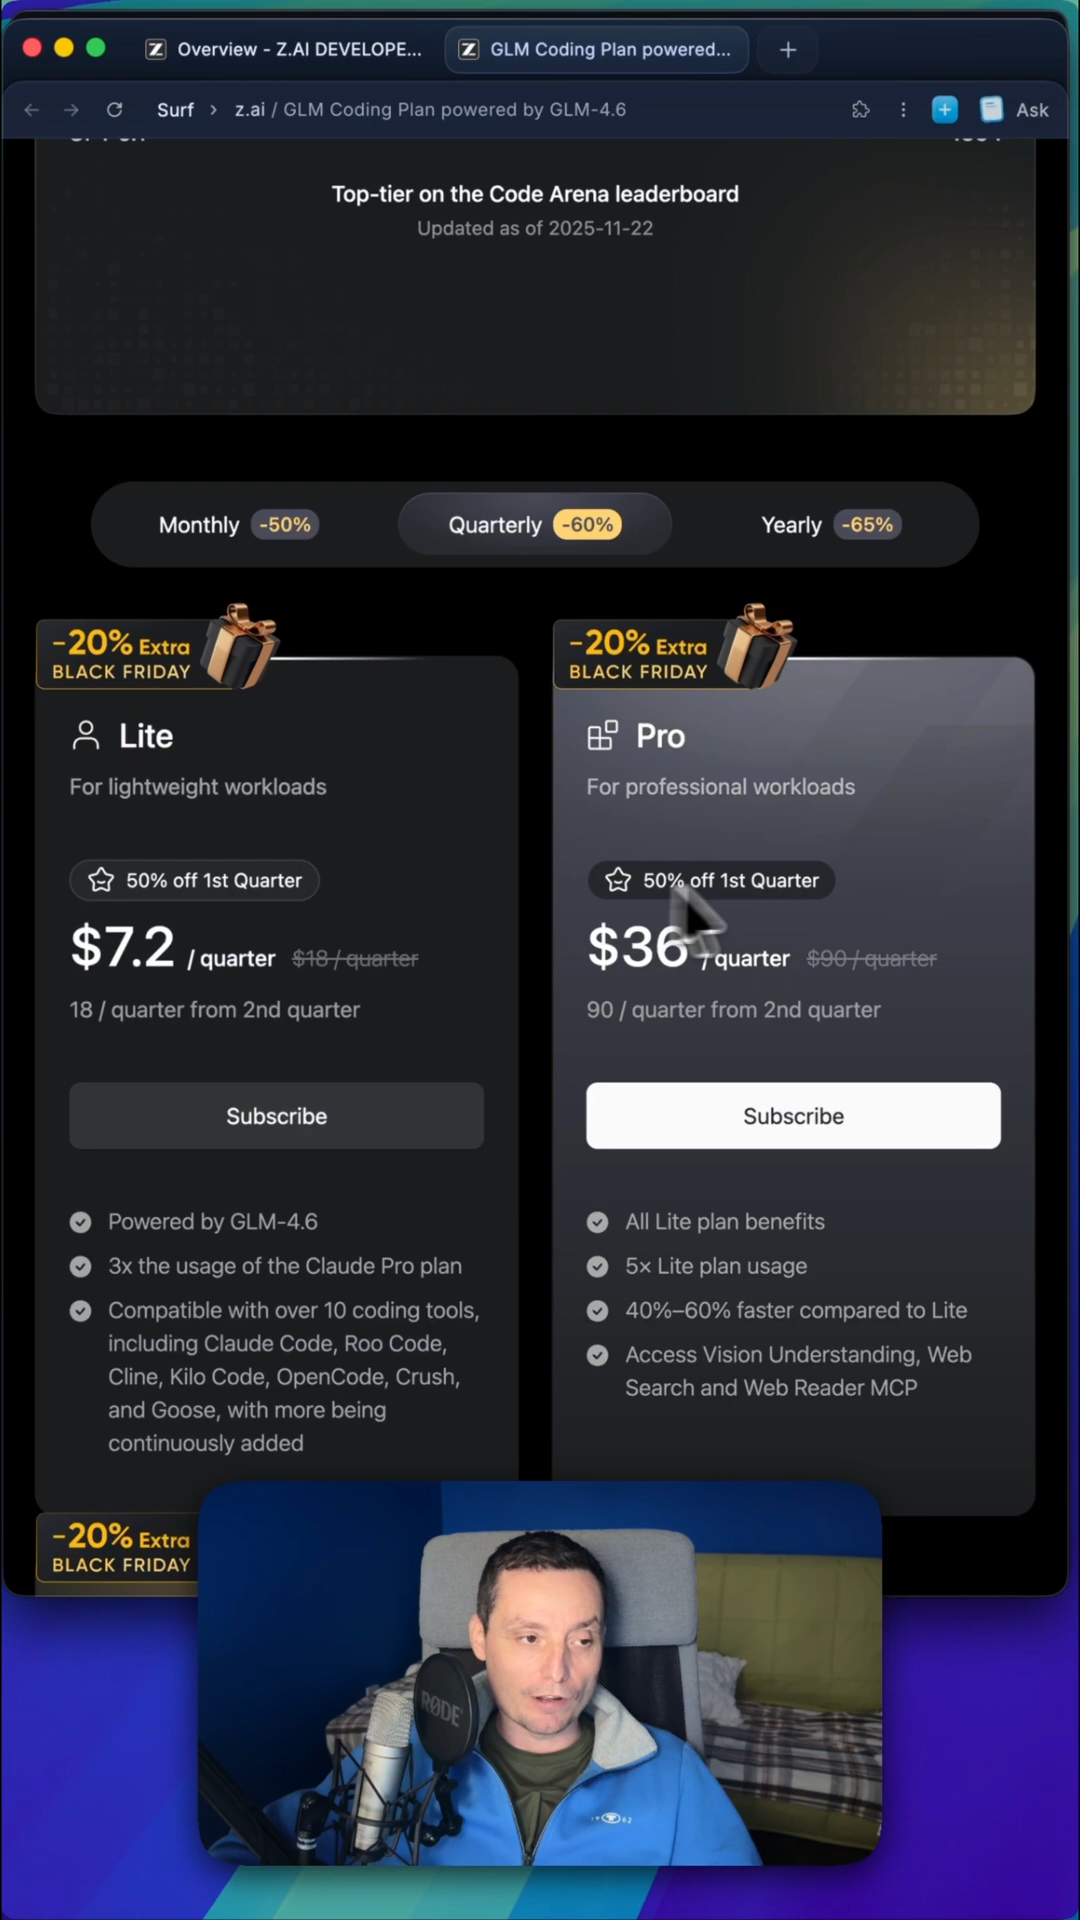 Overview - Z.AI DEVELOPE...
GLM Coding Plan powered...
Surf › z.ai / GLM Coding Plan powered by GLM-4.6
Ask
Top-tier on the Code Arena leaderboard
Updated as of 2025-11-22
Monthly -50%
Quarterly -60%
Yearly -65%
-20% Extra
BLACK FRIDAY
Lite
For lightweight workloads
50% off 1st Quarter
$7.2 / quarter $18 / quarter
18 / quarter from 2nd quarter
Subscribe
Powered by GLM-4.6
3x the usage of the Claude Pro plan
Compatible with over 10 coding tools,
including Claude Code, Roo Code,
Cline, Kilo Code, OpenCode, Crush,
and Goose, with more being
continuously added
-20% Extra
BLACK FRIDAY
Pro
For professional workloads
50% off 1st Quarter
$36 / quarter $90 / quarter
90 / quarter from 2nd quarter
Subscribe
All Lite plan benefits
5× Lite plan usage
40%–60% faster compared to Lite
Access Vision Understanding, Web
Search and Web Reader MCP
-20% Extra
BLACK FRIDAY
RØDE